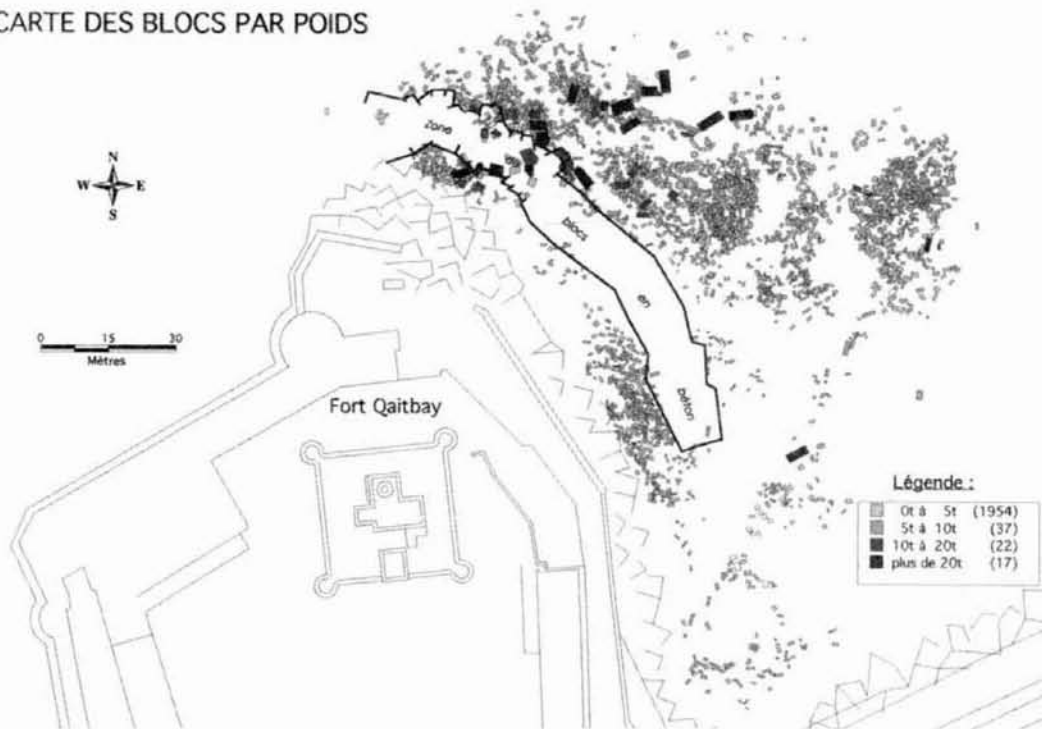 CARTE DES BLOCS PAR POIDS
zone
blocs
en
béton
N
W E
S
0 15 30
Mètres
Fort Qaitbay
Légende :
0t à 5t (1954)
5t à 10t (37)
10t à 20t (22)
plus de 20t (17)